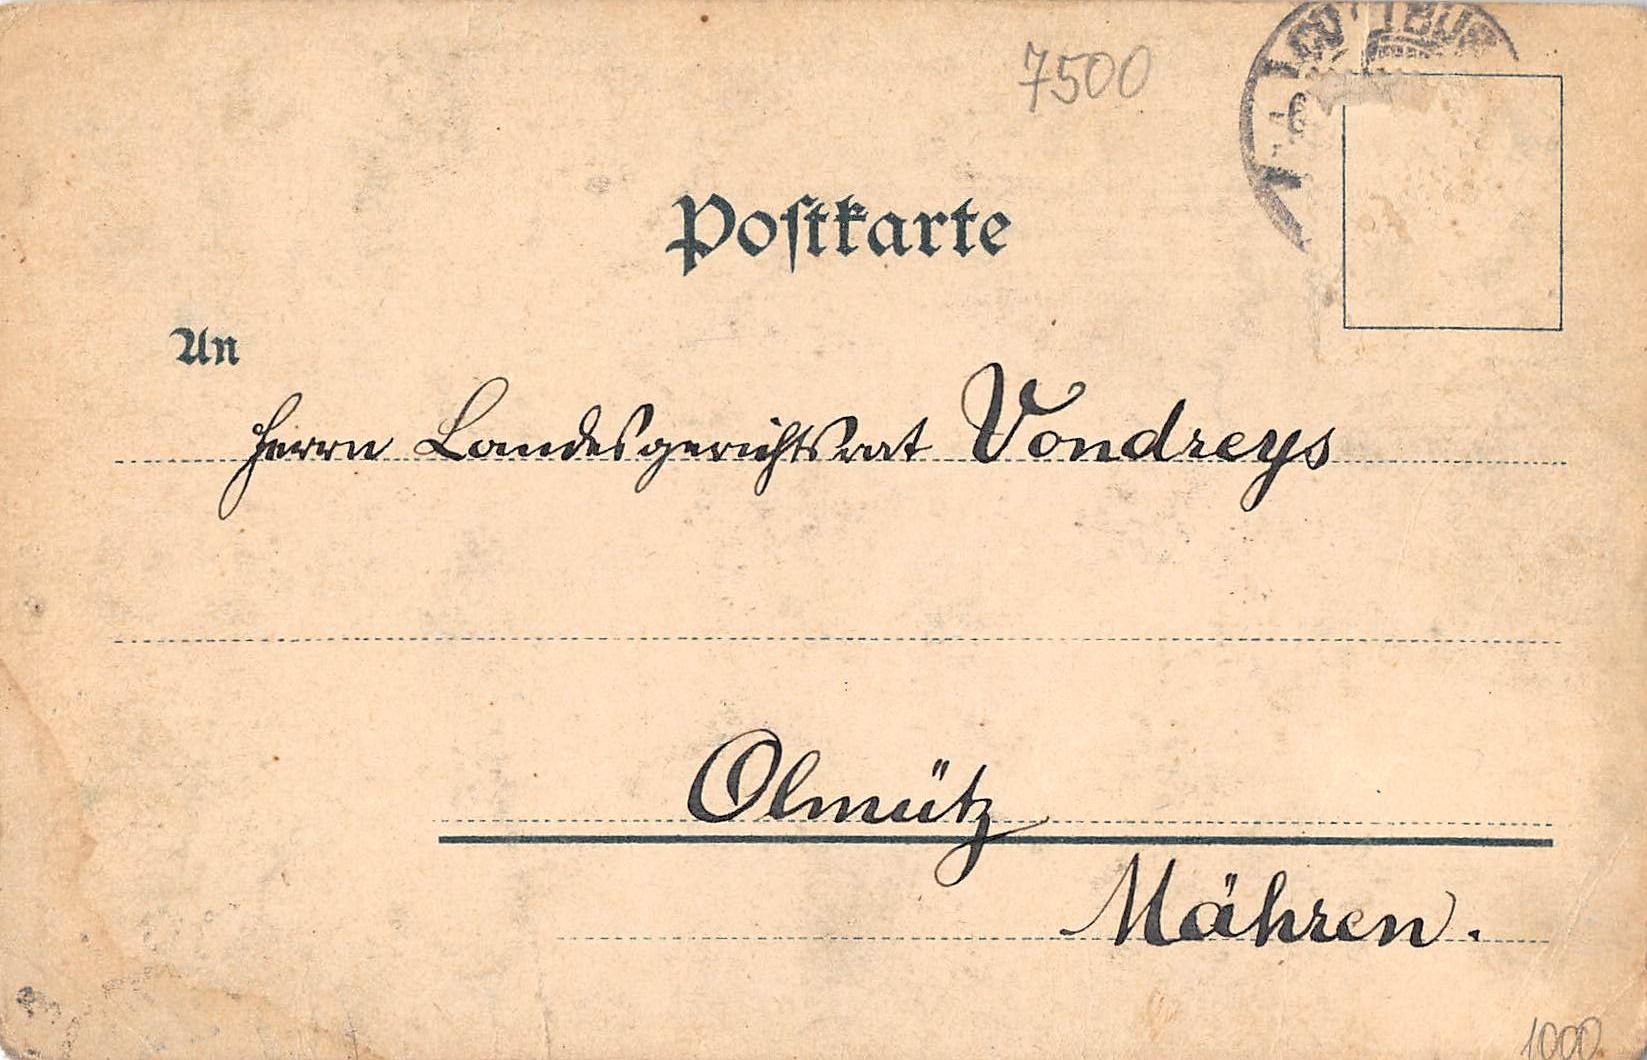 7500
Postkarte
An
Herrn Landesgerichtsrat Vondreys
Olmütz
Mähren.
1000